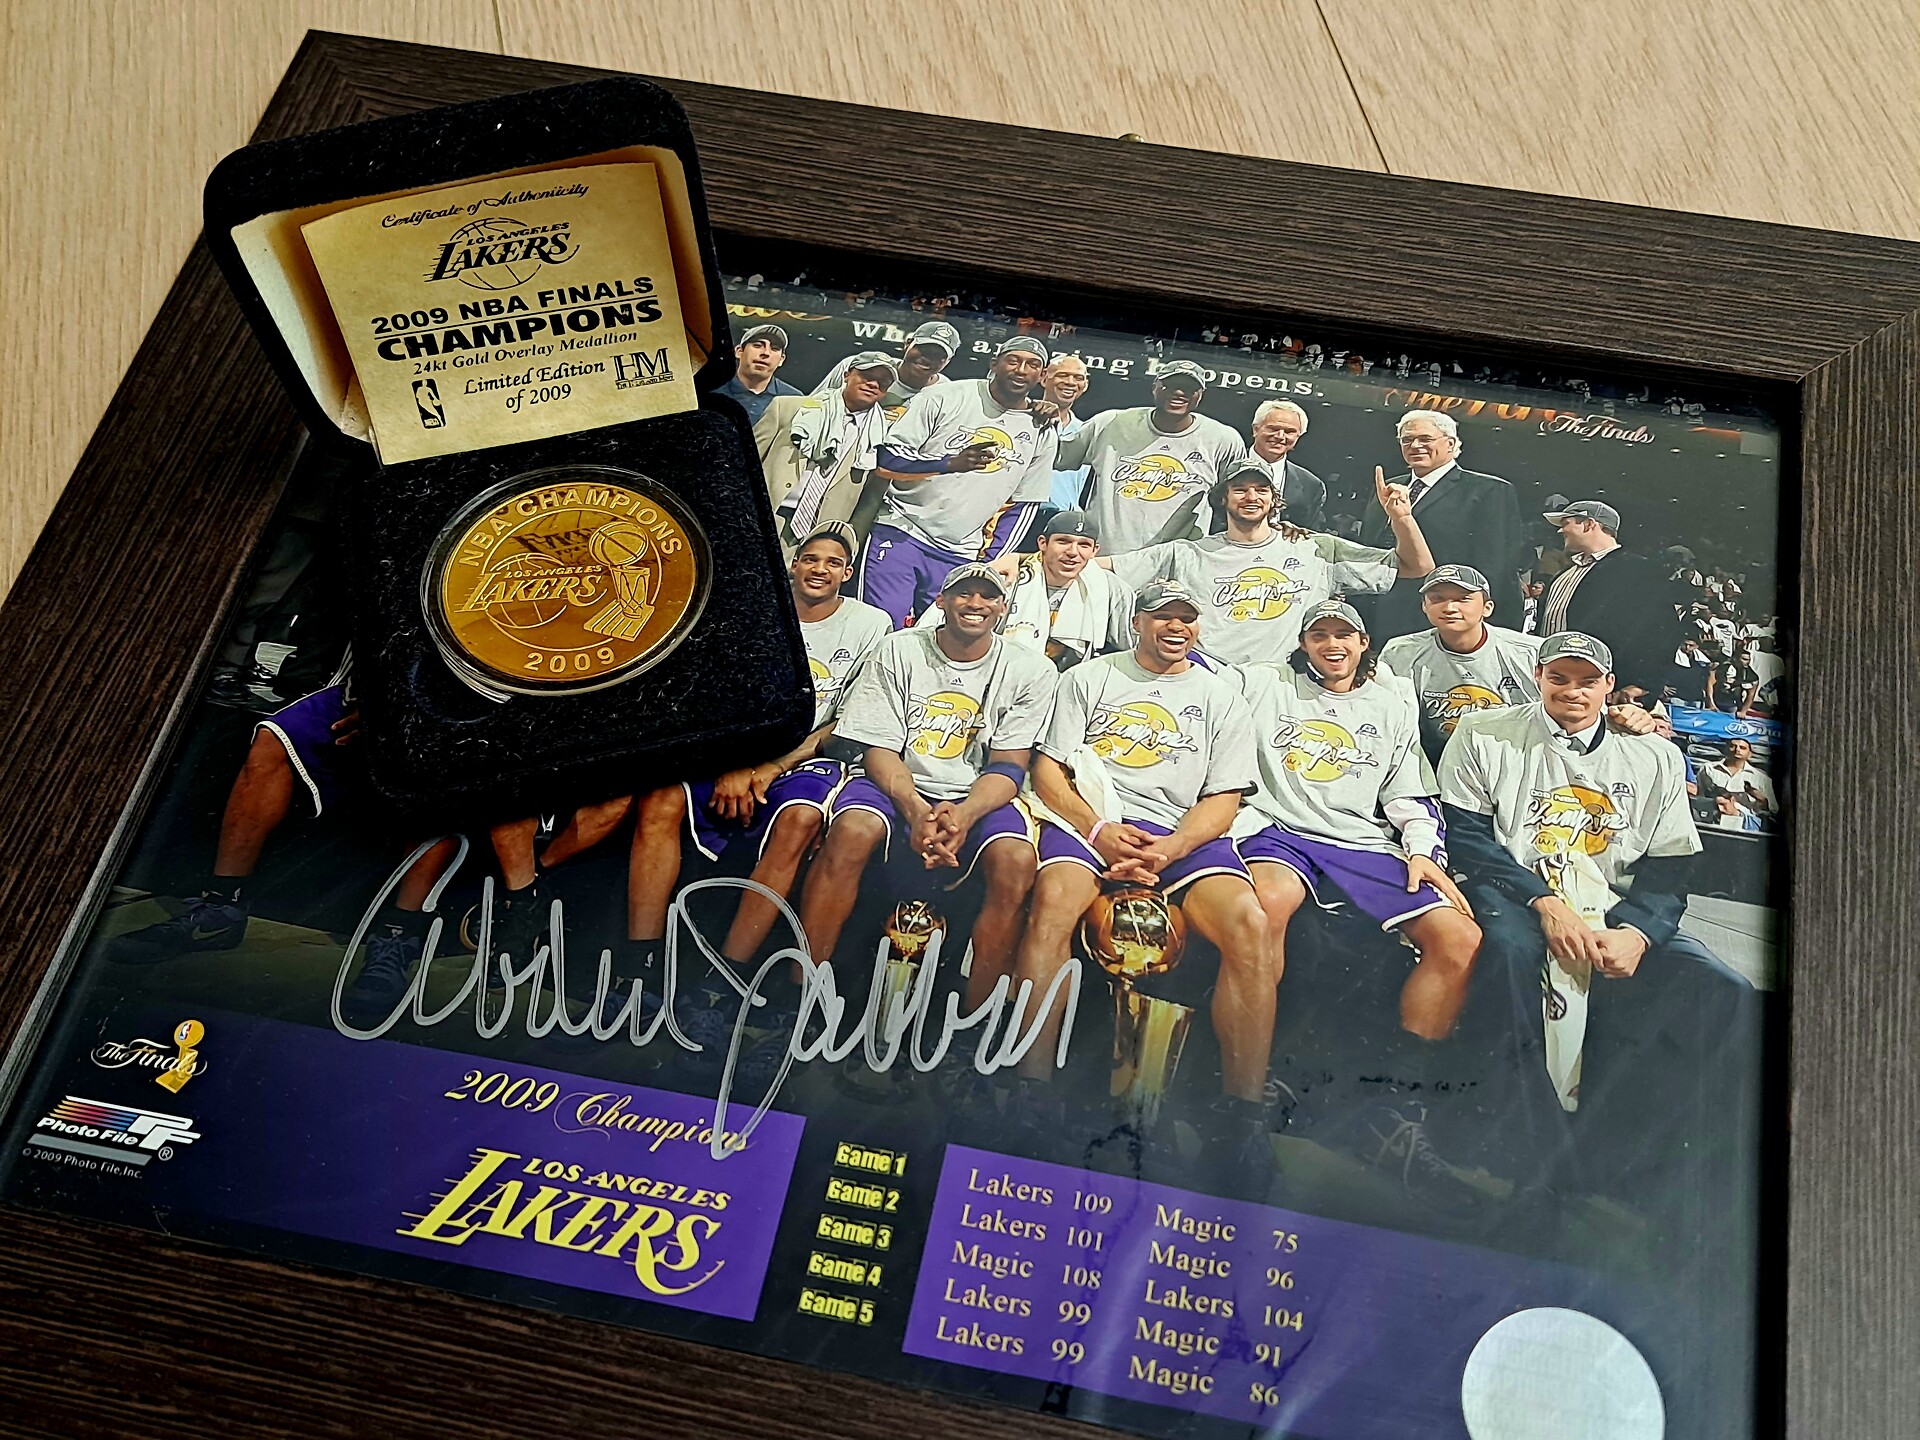 Certificate of Authenticity
LOS ANGELES
LAKERS
2009 NBA FINALS
CHAMPIONS
24kt Gold Overlay Medallion
Limited Edition
of 2009
HM
NBA
NBA CHAMPIONS
LOS ANGELES
LAKERS
2009
amazing happens.
The Finals
Abdul Jabbar
The Finals
PhotoFile PF®
© 2009 Photo File, Inc.
2009 Champions
LOS ANGELES
LAKERS
Game 1 Lakers 109 Magic 75
Game 2 Lakers 101 Magic 96
Game 3 Magic 108 Lakers 104
Game 4 Lakers 99 Magic 91
Game 5 Lakers 99 Magic 86